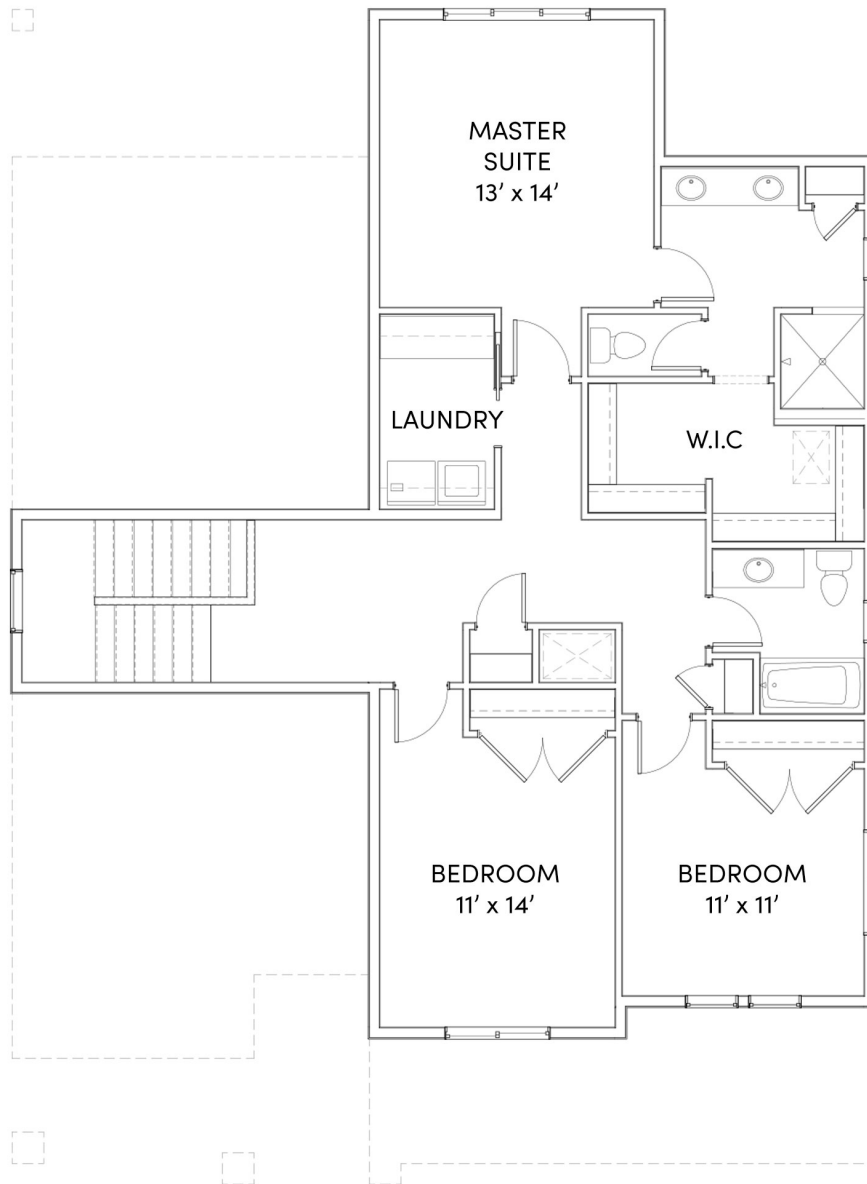 MASTER
SUITE
13’ x 14’
LAUNDRY
W.I.C
BEDROOM
11’ x 14’
BEDROOM
11’ x 11’